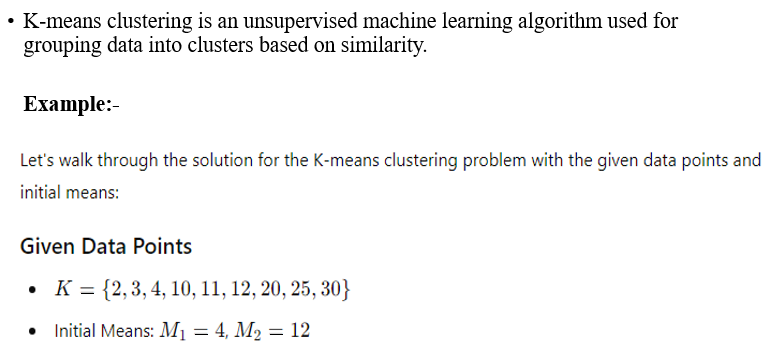 • K-means clustering is an unsupervised machine learning algorithm used for
grouping data into clusters based on similarity.
Example:-
Let's walk through the solution for the K-means clustering problem with the given data points and
initial means:
Given Data Points
• K = {2, 3, 4, 10, 11, 12, 20, 25, 30}
• Initial Means: M₁ = 4, M₂ = 12